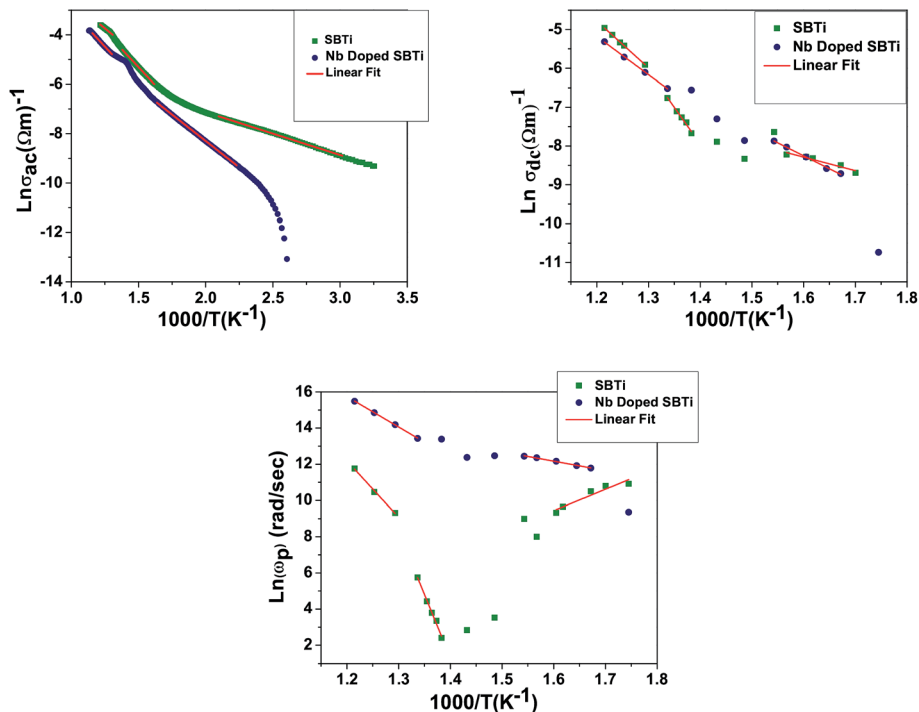 SBTi
Nb Doped SBTi
Linear Fit
Lnσac(Ωm)-1
-4
-6
-8
-10
-12
-14
1.0 1.5 2.0 2.5 3.0 3.5
1000/T(K-1)
SBTi
Nb Doped SBTi
Linear Fit
Ln σdc(Ωm)-1
-5
-6
-7
-8
-9
-10
-11
1.2 1.3 1.4 1.5 1.6 1.7 1.8
1000/T(K-1)
SBTi
Nb Doped SBTi
Linear Fit
Ln(ωp) (rad/sec)
16
14
12
10
8
6
4
2
1.2 1.3 1.4 1.5 1.6 1.7 1.8
1000/T(K-1)